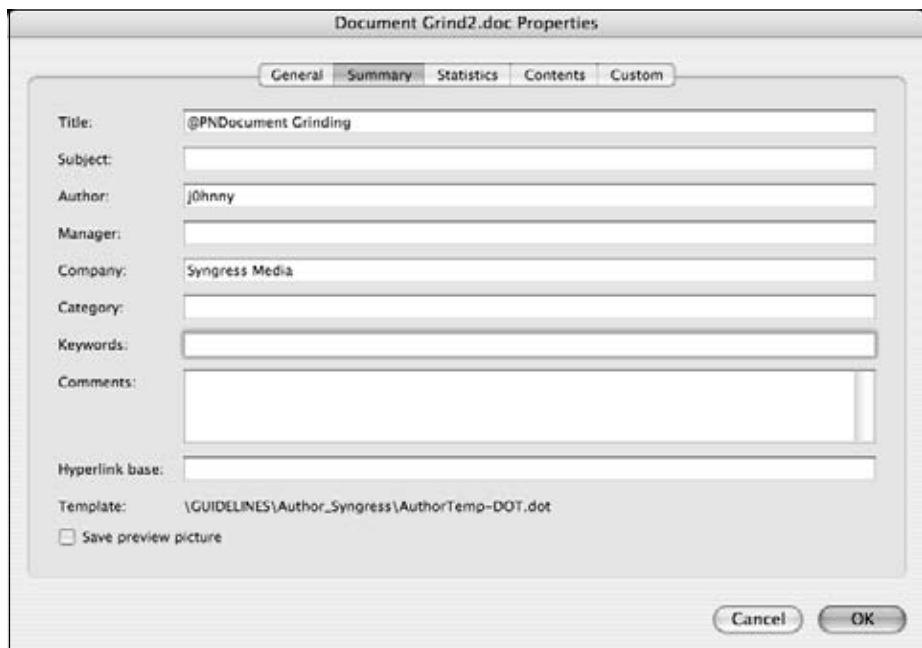 Document Grind2.doc Properties
General Summary Statistics Contents Custom
Title: @PNDocument Grinding
Subject:
Author: j0hnny
Manager:
Company: Syngress Media
Category:
Keywords:
Comments:
Hyperlink base:
Template: \GUIDELINES\Author_Syngress\AuthorTemp-DOT.dot
Save preview picture
Cancel OK